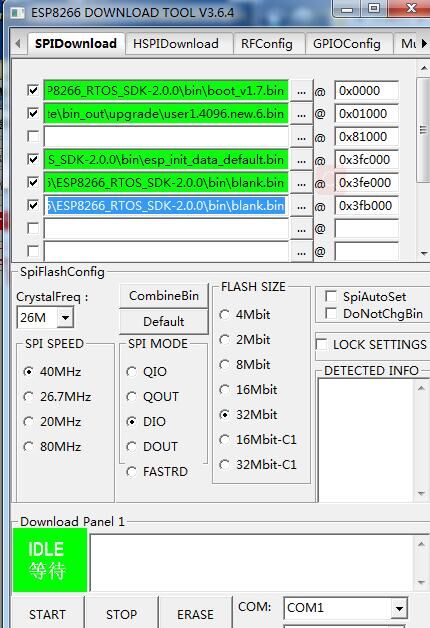 ESP8266 DOWNLOAD TOOL V3.6.4
SPIDownload HSPIDownload RFConfig GPIOConfig Mu
P8266_RTOS_SDK-2.0.0\bin\boot_v1.7.bin ... @ 0x0000
te\bin_out\upgrade\user1.4096.new.6.bin ... @ 0x01000
... @ 0x81000
S_SDK-2.0.0\bin\esp_init_data_default.bin ... @ 0x3fc000
\ESP8266_RTOS_SDK-2.0.0\bin\blank.bin ... @ 0x3fe000
\ESP8266_RTOS_SDK-2.0.0\bin\blank.bin ... @ 0x3fb000
... @
... @
SpiFlashConfig
CrystalFreq :
26M
CombineBin
Default
SPI SPEED
40MHz
26.7MHz
20MHz
80MHz
SPI MODE
QIO
QOUT
DIO
DOUT
FASTRD
FLASH SIZE
4Mbit
2Mbit
8Mbit
16Mbit
32Mbit
16Mbit-C1
32Mbit-C1
SpiAutoSet
DoNotChgBin
LOCK SETTINGS
DETECTED INFO
Download Panel 1
IDLE
等待
START STOP ERASE
COM: COM1